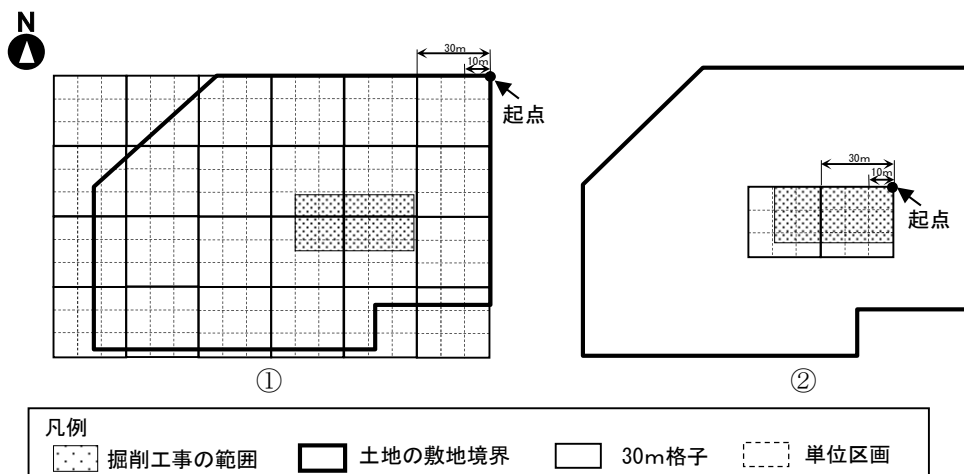 N
30m
10m
起点
30m
10m
起点
①
②
凡例
掘削工事の範囲
土地の敷地境界
30m格子
単位区画